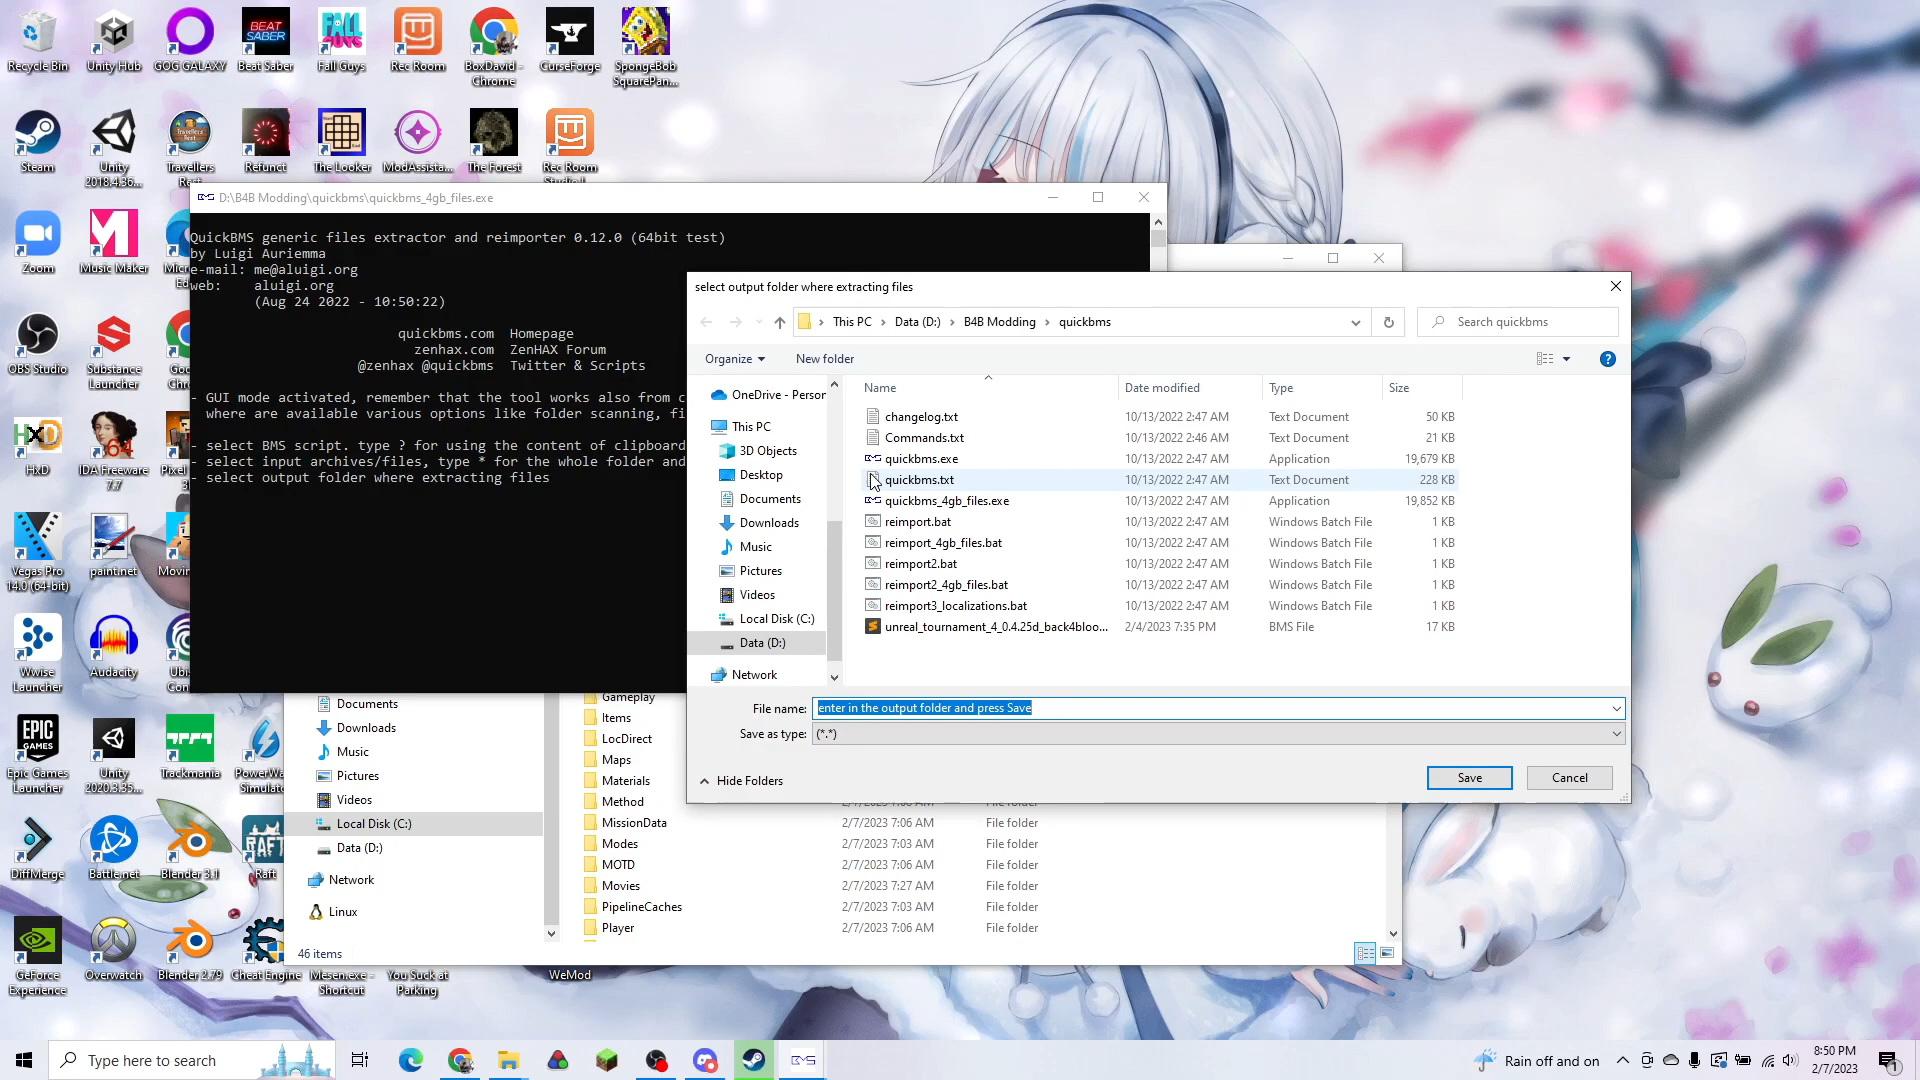 Recycle Bin
Unity Hub
GOG GALAXY
Beat Saber
Fall Guys
Rec Room
BoxDavid - Chrome
CurseForge
SpongeBob SquarePan...
Steam
Unity 2018.4.36...
Travellers Rest
Refunct
The Looker
ModAssista...
The Forest
Rec Room Studio
D:\B4B Modding\quickbms\quickbms_4gb_files.exe
QuickBMS generic files extractor and reimporter 0.12.0 (64bit test)
by Luigi Auriemma
e-mail: me@aluigi.org
web: aluigi.org
(Aug 24 2022 - 10:50:22)
quickbms.com Homepage
zenhax.com ZenHAX Forum
@zenhax @quickbms Twitter & Scripts
- GUI mode activated, remember that the tool works also from c
where are available various options like folder scanning, fi
- select BMS script. type ? for using the content of clipboard
- select input archives/files, type * for the whole folder and
- select output folder where extracting files
select output folder where extracting files
This PC > Data (D:) > B4B Modding > quickbms
Search quickbms
Organize
New folder
Name Date modified Type Size
OneDrive - Person
This PC
3D Objects
Desktop
Documents
Downloads
Music
Pictures
Videos
Local Disk (C:)
Data (D:)
Network
changelog.txt 10/13/2022 2:47 AM Text Document 50 KB
Commands.txt 10/13/2022 2:46 AM Text Document 21 KB
quickbms.exe 10/13/2022 2:47 AM Application 19,679 KB
quickbms.txt 10/13/2022 2:47 AM Text Document 228 KB
quickbms_4gb_files.exe 10/13/2022 2:47 AM Application 19,852 KB
reimport.bat 10/13/2022 2:47 AM Windows Batch File 1 KB
reimport_4gb_files.bat 10/13/2022 2:47 AM Windows Batch File 1 KB
reimport2.bat 10/13/2022 2:47 AM Windows Batch File 1 KB
reimport2_4gb_files.bat 10/13/2022 2:47 AM Windows Batch File 1 KB
reimport3_localizations.bat 10/13/2022 2:47 AM Windows Batch File 1 KB
unreal_tournament_4_0.4.25d_back4bloo... 2/4/2023 7:35 PM BMS File 17 KB
File name: enter in the output folder and press Save
Save as type: (*.*)
Hide Folders
Save
Cancel
Zoom
Music Maker
OBS Studio
Substance Launcher
HxD
IDA Freeware 7.7
Pixel
Vegas Pro 14.0 (64-bit)
paint.net
Wwise Launcher
Audacity
Epic Games Launcher
Unity 2020.3.35...
Trackmania
DiffMerge
Battle.net
Blender 3.1
Raft
GeForce Experience
Overwatch
Blender 2.79
Cheat Engine
Mesen.exe - Shortcut
You Suck at Parking
WeMod
Documents
Downloads
Music
Pictures
Videos
Local Disk (C:)
Data (D:)
Network
Linux
Gameplay
Items
LocDirect
Maps
Materials
Method
MissionData 2/7/2023 7:06 AM File folder
Modes 2/7/2023 7:03 AM File folder
MOTD 2/7/2023 7:06 AM File folder
Movies 2/7/2023 7:27 AM File folder
PipelineCaches 2/7/2023 7:03 AM File folder
Player 2/7/2023 7:06 AM File folder
46 items
Type here to search
Rain off and on
8:50 PM
2/7/2023
1